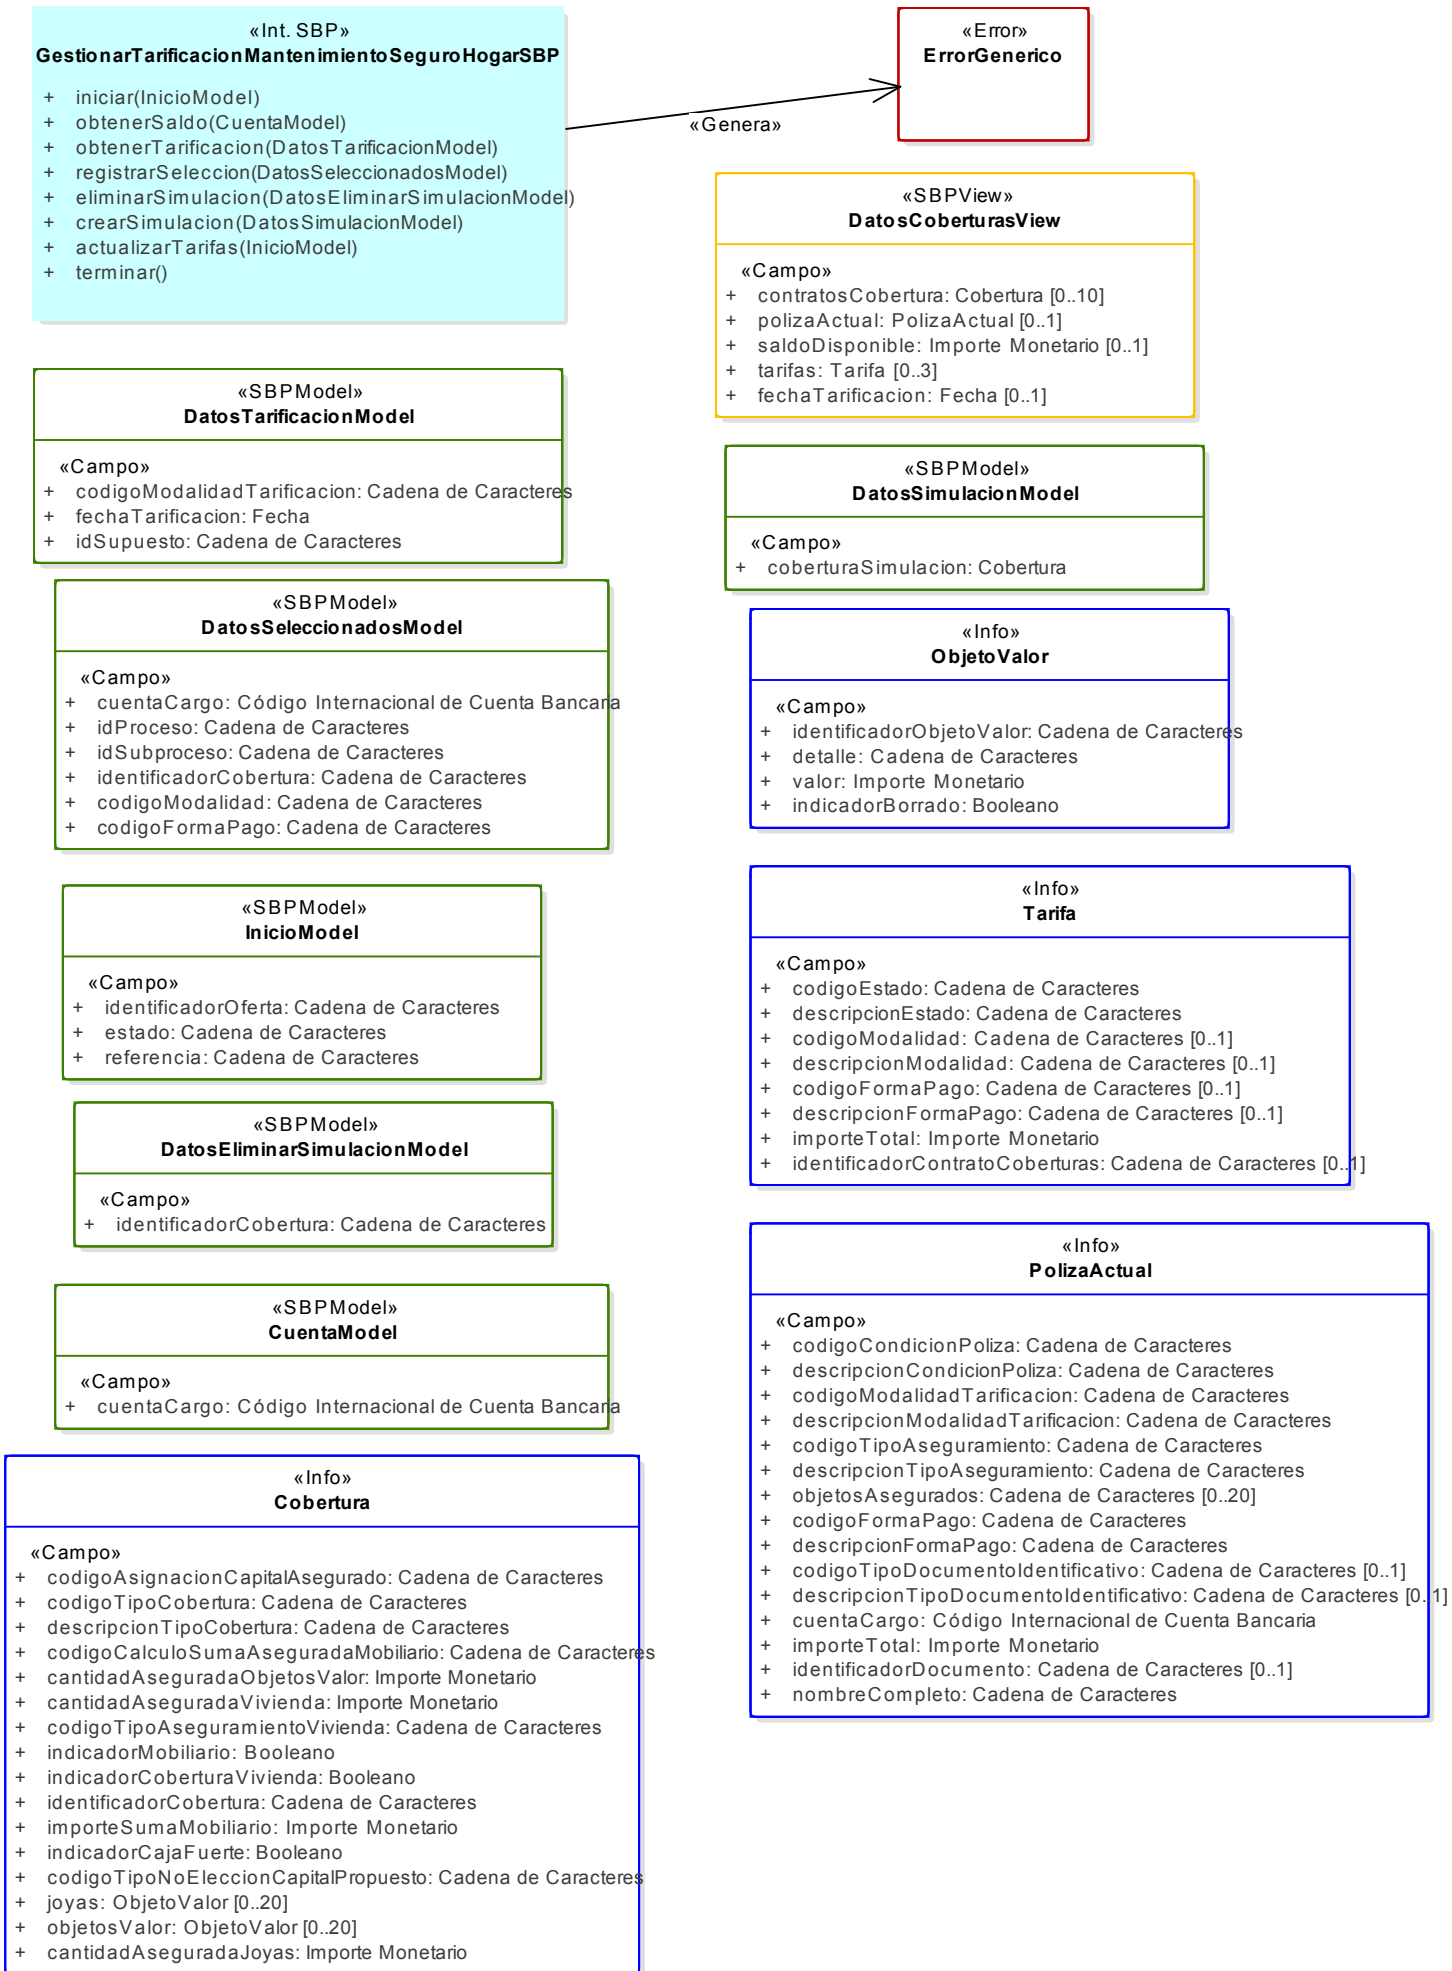 «Int. SBP»
GestionarTarificacionMantenimientoSeguroHogarSBP
+ iniciar(InicioModel)
+ obtenerSaldo(CuentaModel)
+ obtenerTarificacion(DatosTarificacionModel)
+ registrarSeleccion(DatosSeleccionadosModel)
+ eliminarSimulacion(DatosEliminarSimulacionModel)
+ crearSimulacion(DatosSimulacionModel)
+ actualizarTarifas(InicioModel)
+ terminar()
«Genera»
«Error»
ErrorGenerico
«SBPView»
DatosCoberturasView
«Campo»
+ contratosCobertura: Cobertura [0..10]
+ polizaActual: PolizaActual [0..1]
+ saldoDisponible: Importe Monetario [0..1]
+ tarifas: Tarifa [0..3]
+ fechaTarificacion: Fecha [0..1]
«SBPModel»
DatosTarificacionModel
«Campo»
+ codigoModalidadTarificacion: Cadena de Caracteres
+ fechaTarificacion: Fecha
+ idSupuesto: Cadena de Caracteres
«SBPModel»
DatosSimulacionModel
«Campo»
+ coberturaSimulacion: Cobertura
«SBPModel»
DatosSeleccionadosModel
«Campo»
+ cuentaCargo: Código Internacional de Cuenta Bancaria
+ idProceso: Cadena de Caracteres
+ idSubproceso: Cadena de Caracteres
+ identificadorCobertura: Cadena de Caracteres
+ codigoModalidad: Cadena de Caracteres
+ codigoFormaPago: Cadena de Caracteres
«Info»
ObjetoValor
«Campo»
+ identificadorObjetoValor: Cadena de Caracteres
+ detalle: Cadena de Caracteres
+ valor: Importe Monetario
+ indicadorBorrado: Booleano
«SBPModel»
InicioModel
«Campo»
+ identificadorOferta: Cadena de Caracteres
+ estado: Cadena de Caracteres
+ referencia: Cadena de Caracteres
«Info»
Tarifa
«Campo»
+ codigoEstado: Cadena de Caracteres
+ descripcionEstado: Cadena de Caracteres
+ codigoModalidad: Cadena de Caracteres [0..1]
+ descripcionModalidad: Cadena de Caracteres [0..1]
+ codigoFormaPago: Cadena de Caracteres [0..1]
+ descripcionFormaPago: Cadena de Caracteres [0..1]
+ importeTotal: Importe Monetario
+ identificadorContratoCoberturas: Cadena de Caracteres [0..1]
«SBPModel»
DatosEliminarSimulacionModel
«Campo»
+ identificadorCobertura: Cadena de Caracteres
«SBPModel»
CuentaModel
«Campo»
+ cuentaCargo: Código Internacional de Cuenta Bancaria
«Info»
PolizaActual
«Campo»
+ codigoCondicionPoliza: Cadena de Caracteres
+ descripcionCondicionPoliza: Cadena de Caracteres
+ codigoModalidadTarificacion: Cadena de Caracteres
+ descripcionModalidadTarificacion: Cadena de Caracteres
+ codigoTipoAseguramiento: Cadena de Caracteres
+ descripcionTipoAseguramiento: Cadena de Caracteres
+ objetosAsegurados: Cadena de Caracteres [0..20]
+ codigoFormaPago: Cadena de Caracteres
+ descripcionFormaPago: Cadena de Caracteres
+ codigoTipoDocumentoIdentificativo: Cadena de Caracteres [0..1]
+ descripcionTipoDocumentoIdentificativo: Cadena de Caracteres [0..1]
+ cuentaCargo: Código Internacional de Cuenta Bancaria
+ importeTotal: Importe Monetario
+ identificadorDocumento: Cadena de Caracteres [0..1]
+ nombreCompleto: Cadena de Caracteres
«Info»
Cobertura
«Campo»
+ codigoAsignacionCapitalAsegurado: Cadena de Caracteres
+ codigoTipoCobertura: Cadena de Caracteres
+ descripcionTipoCobertura: Cadena de Caracteres
+ codigoCalculoSumaAseguradaMobiliario: Cadena de Caracteres
+ cantidadAseguradaObjetosValor: Importe Monetario
+ cantidadAseguradaVivienda: Importe Monetario
+ codigoTipoAseguramientoVivienda: Cadena de Caracteres
+ indicadorMobiliario: Booleano
+ indicadorCoberturaVivienda: Booleano
+ identificadorCobertura: Cadena de Caracteres
+ importeSumaMobiliario: Importe Monetario
+ indicadorCajaFuerte: Booleano
+ codigoTipoNoEleccionCapitalPropuesto: Cadena de Caracteres
+ joyas: ObjetoValor [0..20]
+ objetosValor: ObjetoValor [0..20]
+ cantidadAseguradaJoyas: Importe Monetario